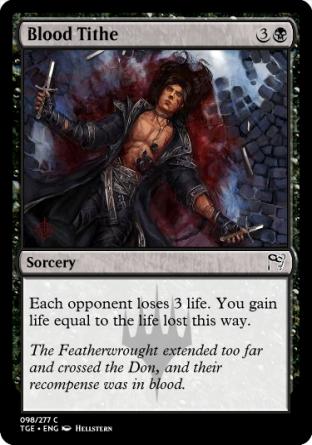 Blood Tithe 3
Sorcery
Each opponent loses 3 life. You gain
life equal to the life lost this way.
The Featherwrought extended too far
and crossed the Don, and their
recompense was in blood.
098/277 C
TGE • ENG Hellstern